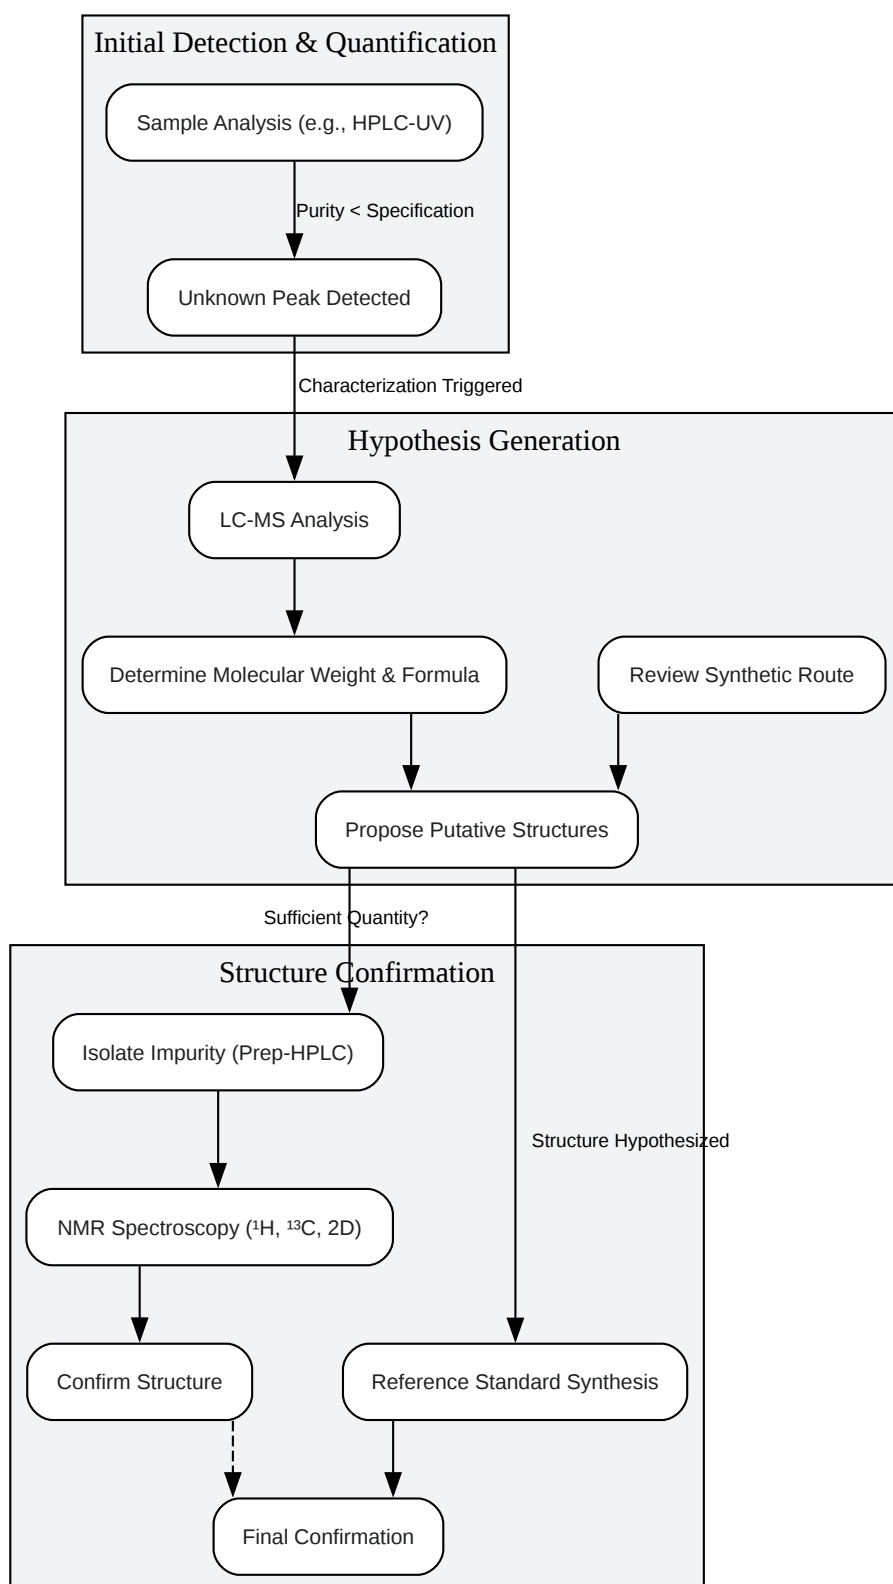 Initial Detection & Quantification
Sample Analysis (e.g., HPLC-UV)
Purity < Specification
Unknown Peak Detected
Characterization Triggered
Hypothesis Generation
LC-MS Analysis
Determine Molecular Weight & Formula
Review Synthetic Route
Propose Putative Structures
Sufficient Quantity?
Structure Confirmation
Isolate Impurity (Prep-HPLC)
Structure Hypothesized
NMR Spectroscopy (¹H, ¹³C, 2D)
Confirm Structure
Reference Standard Synthesis
Final Confirmation